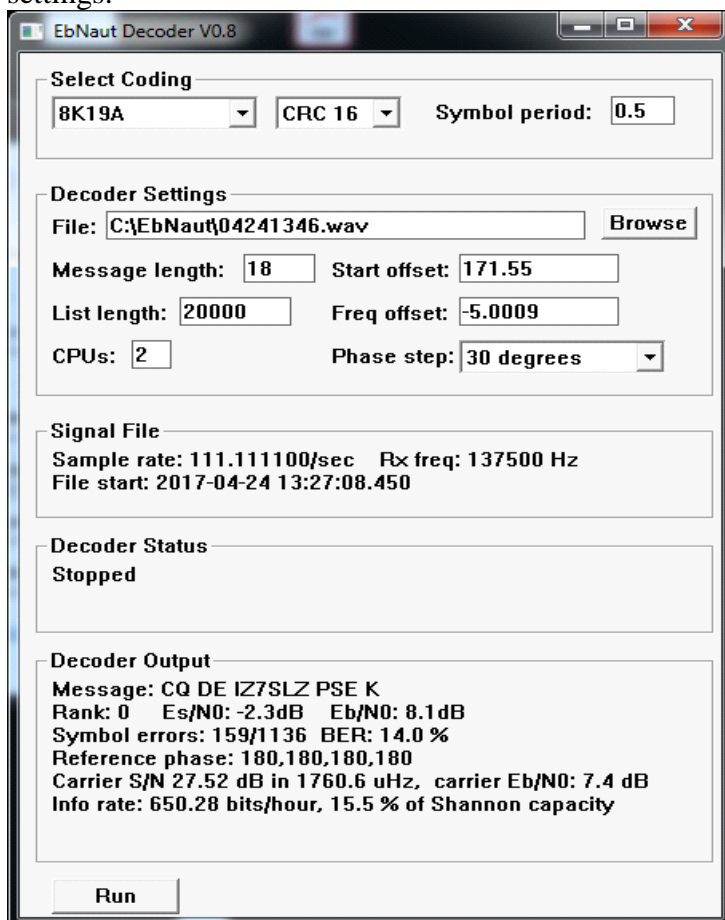 settings:
EbNaut Decoder V0.8
Select Coding
8K19A CRC 16 Symbol period: 0.5
Decoder Settings
File: C:\EbNaut\04241346.wav Browse
Message length: 18 Start offset: 171.55
List length: 20000 Freq offset: -5.0009
CPUs: 2 Phase step: 30 degrees
Signal File
Sample rate: 111.111100/sec Rx freq: 137500 Hz
File start: 2017-04-24 13:27:08.450
Decoder Status
Stopped
Decoder Output
Message: CQ DE IZ7SLZ PSE K
Rank: 0 Es/N0: -2.3dB Eb/N0: 8.1dB
Symbol errors: 159/1136 BER: 14.0 %
Reference phase: 180,180,180,180
Carrier S/N 27.52 dB in 1760.6 uHz, carrier Eb/N0: 7.4 dB
Info rate: 650.28 bits/hour, 15.5 % of Shannon capacity
Run